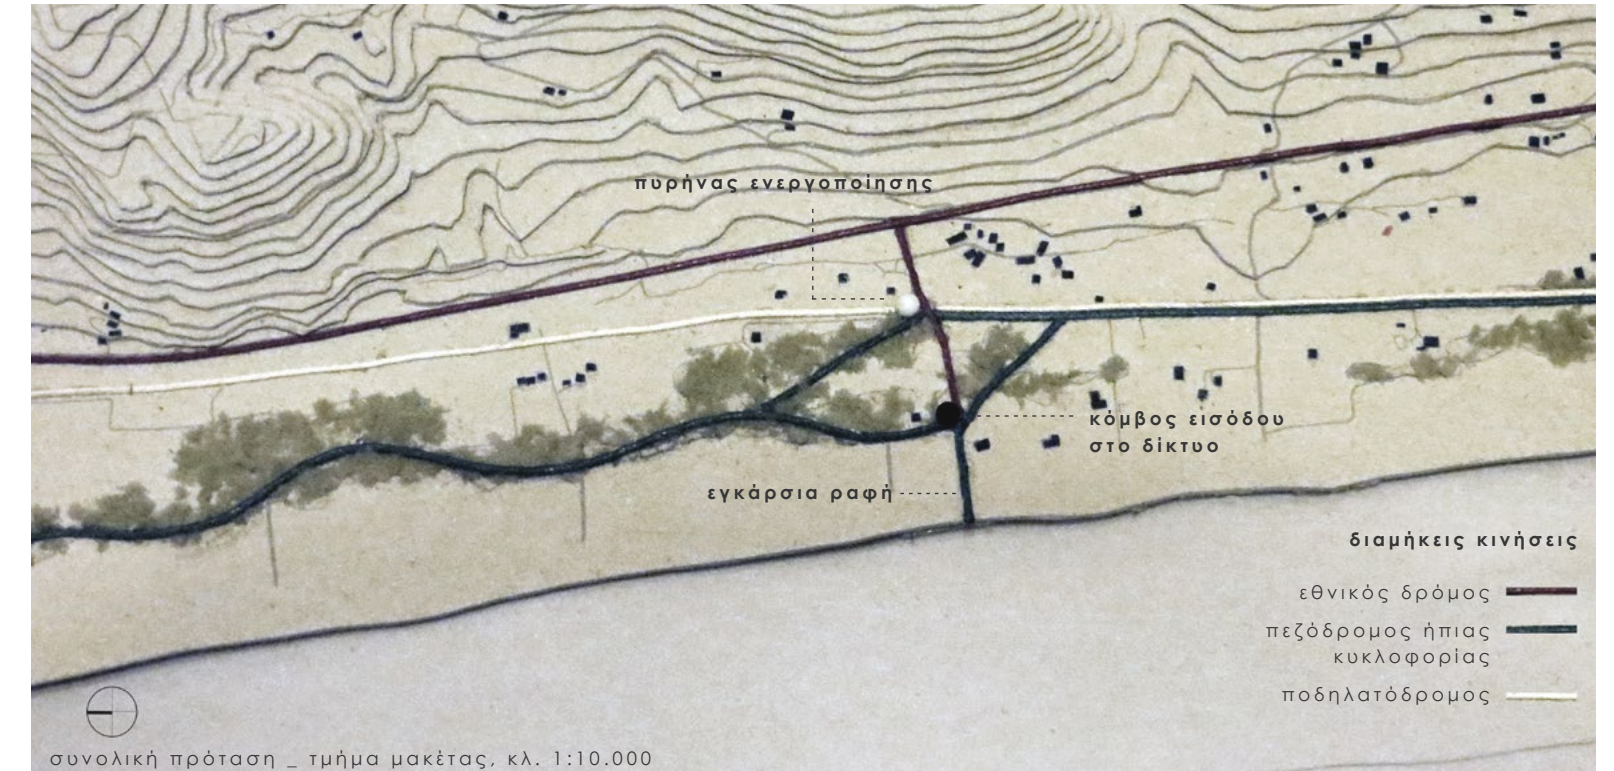 πυρήνας ενεργοποίησης
κόμβος εισόδου
στο δίκτυο
εγκάρσια ραφή
διαμήκεις κινήσεις
εθνικός δρόμος
πεζόδρομος ήπιας
κυκλοφορίας
ποδηλατόδρομος
συνολική πρόταση _ τμήμα μακέτας, κλ. 1:10.000